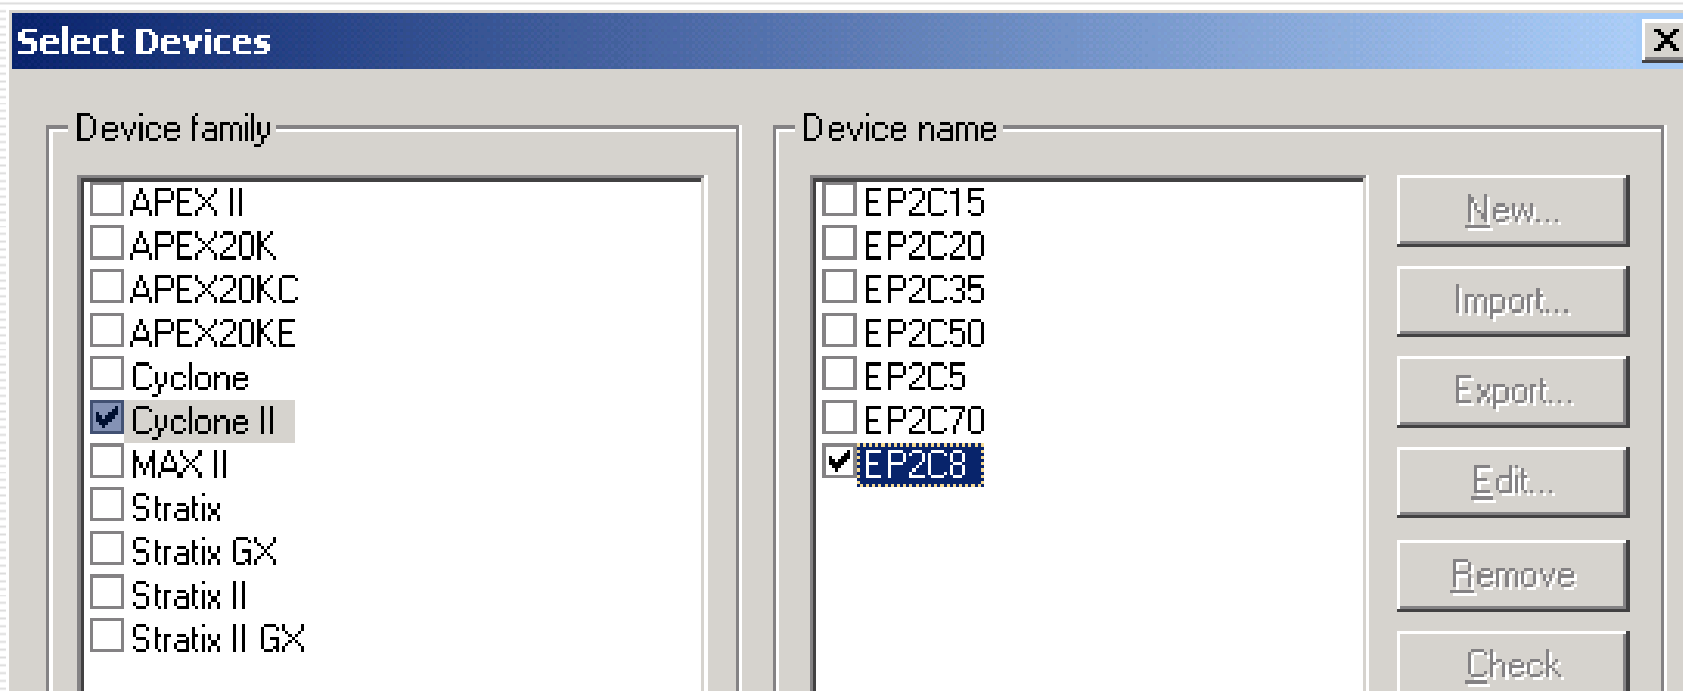 Select Devices
Device family
APEX II
APEX20K
APEX20KC
APEX20KE
Cyclone
Cyclone II
MAX II
Stratix
Stratix GX
Stratix II
Stratix II GX
Device name
EP2C15
EP2C20
EP2C35
EP2C50
EP2C5
EP2C70
EP2C8
New...
Import...
Export...
Edit...
Remove
Check